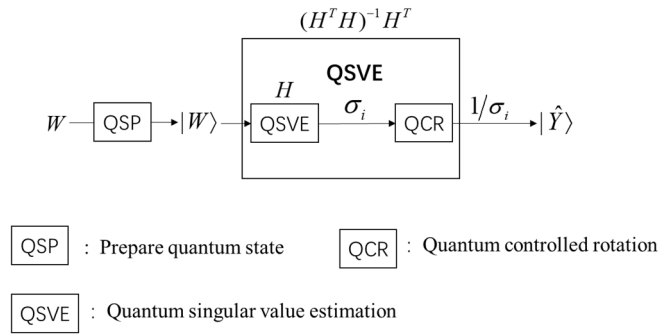 (H^T H)^{-1} H^T
QSVE
H
W QSP |W⟩ QSVE σ_i QCR 1/σ_i |Ŷ⟩
QSP : Prepare quantum state
QCR : Quantum controlled rotation
QSVE : Quantum singular value estimation